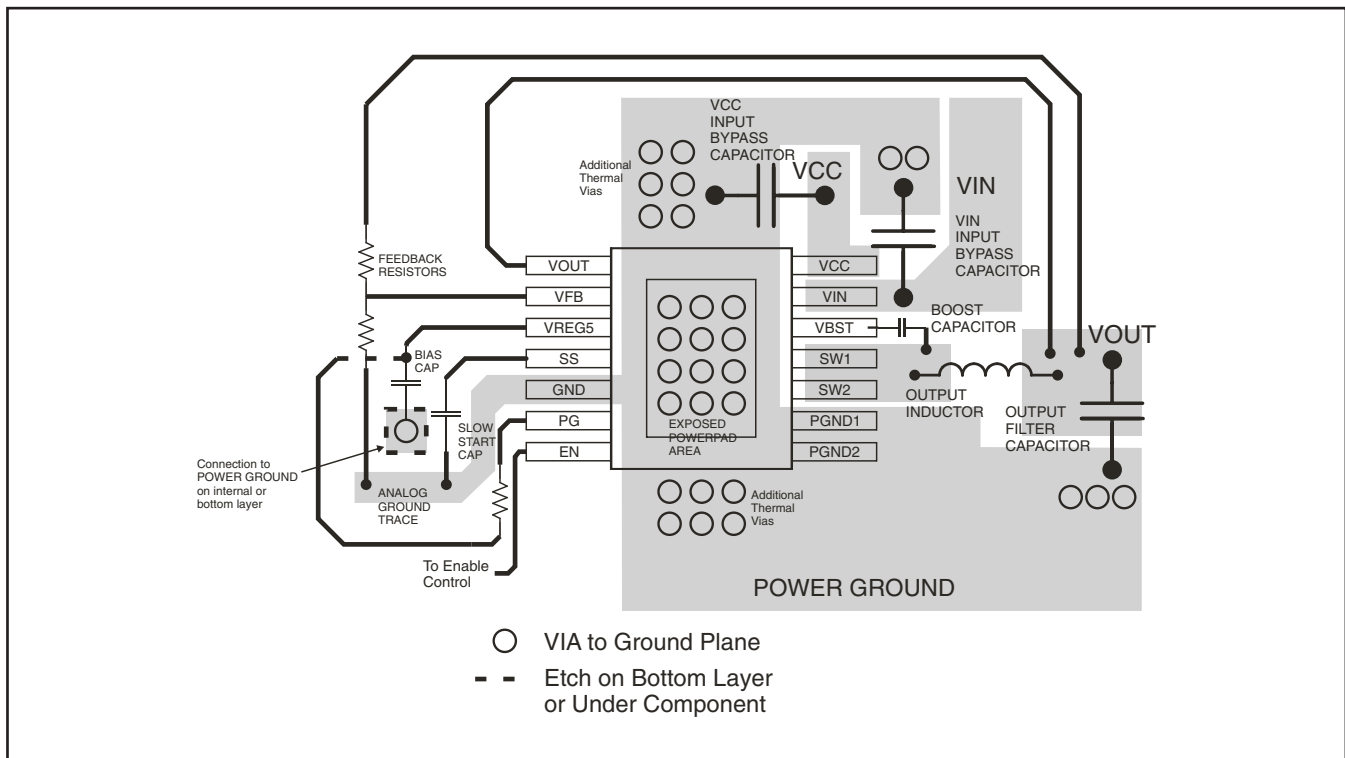 VCC
INPUT
BYPASS
CAPACITOR
VCC
Additional
Thermal
Vias
VIN
VIN
INPUT
BYPASS
CAPACITOR
FEEDBACK
RESISTORS
VOUT
VFB
VREG5
SS
GND
PG
EN
VCC
VIN
VBST
SW1
SW2
PGND1
PGND2
BOOST
CAPACITOR
VOUT
BIAS
CAP
OUTPUT
INDUCTOR
OUTPUT
FILTER
CAPACITOR
EXPOSED
POWERPAD
AREA
SLOW
START
CAP
Connection to
POWER GROUND
on internal or
bottom layer
ANALOG
GROUND
TRACE
Additional
Thermal
Vias
To Enable
Control
POWER GROUND
VIA to Ground Plane
Etch on Bottom Layer
or Under Component